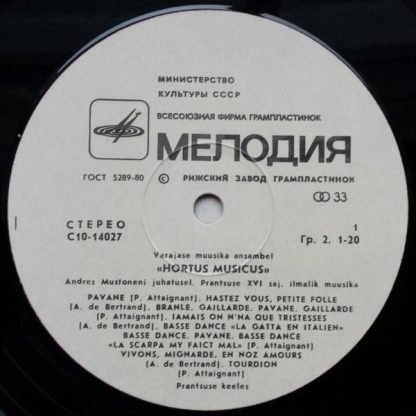 МИНИСТЕРСТВО
КУЛЬТУРЫ СССР
ВСЕСОЮЗНАЯ ФИРМА ГРАМПЛАСТИНОК
МЕЛОДИЯ
ГОСТ 5289-80 © РИЖСКИЙ ЗАВОД ГРАМПЛАСТИНОК
33
СТЕРЕО
С10-14027
1
Гр. 2. 1-20
Varajase muusika ansambel
«HORTUS MUSICUS»
Andres Mustoneni juhatusel. Prantsuse XVI saj. ilmalik muusika
PAVANE [P. Attaignant]. HASTEZ VOUS, PETITE FOLLE
[A. de Bertrand]. BRANLE, GAILLARDE, PAVANE, GAILLARDE
[P. Attaignant]. IAMAIS ON N'NA QUE TRISTESSES
[A. de Bertrand]. BASSE DANCE «LA GATTA EN ITALIEN»
BASSE DANCE, PAVANE, BASSE DANCE
«LA SCARPA MY FAICT MAL» [P. Attaignant]
VIVONS, MIGNARDE, EN NOZ AMOURS
[A. de Bertrand]. TOURDION
[P. Attaignant]
Prantsuse keeles